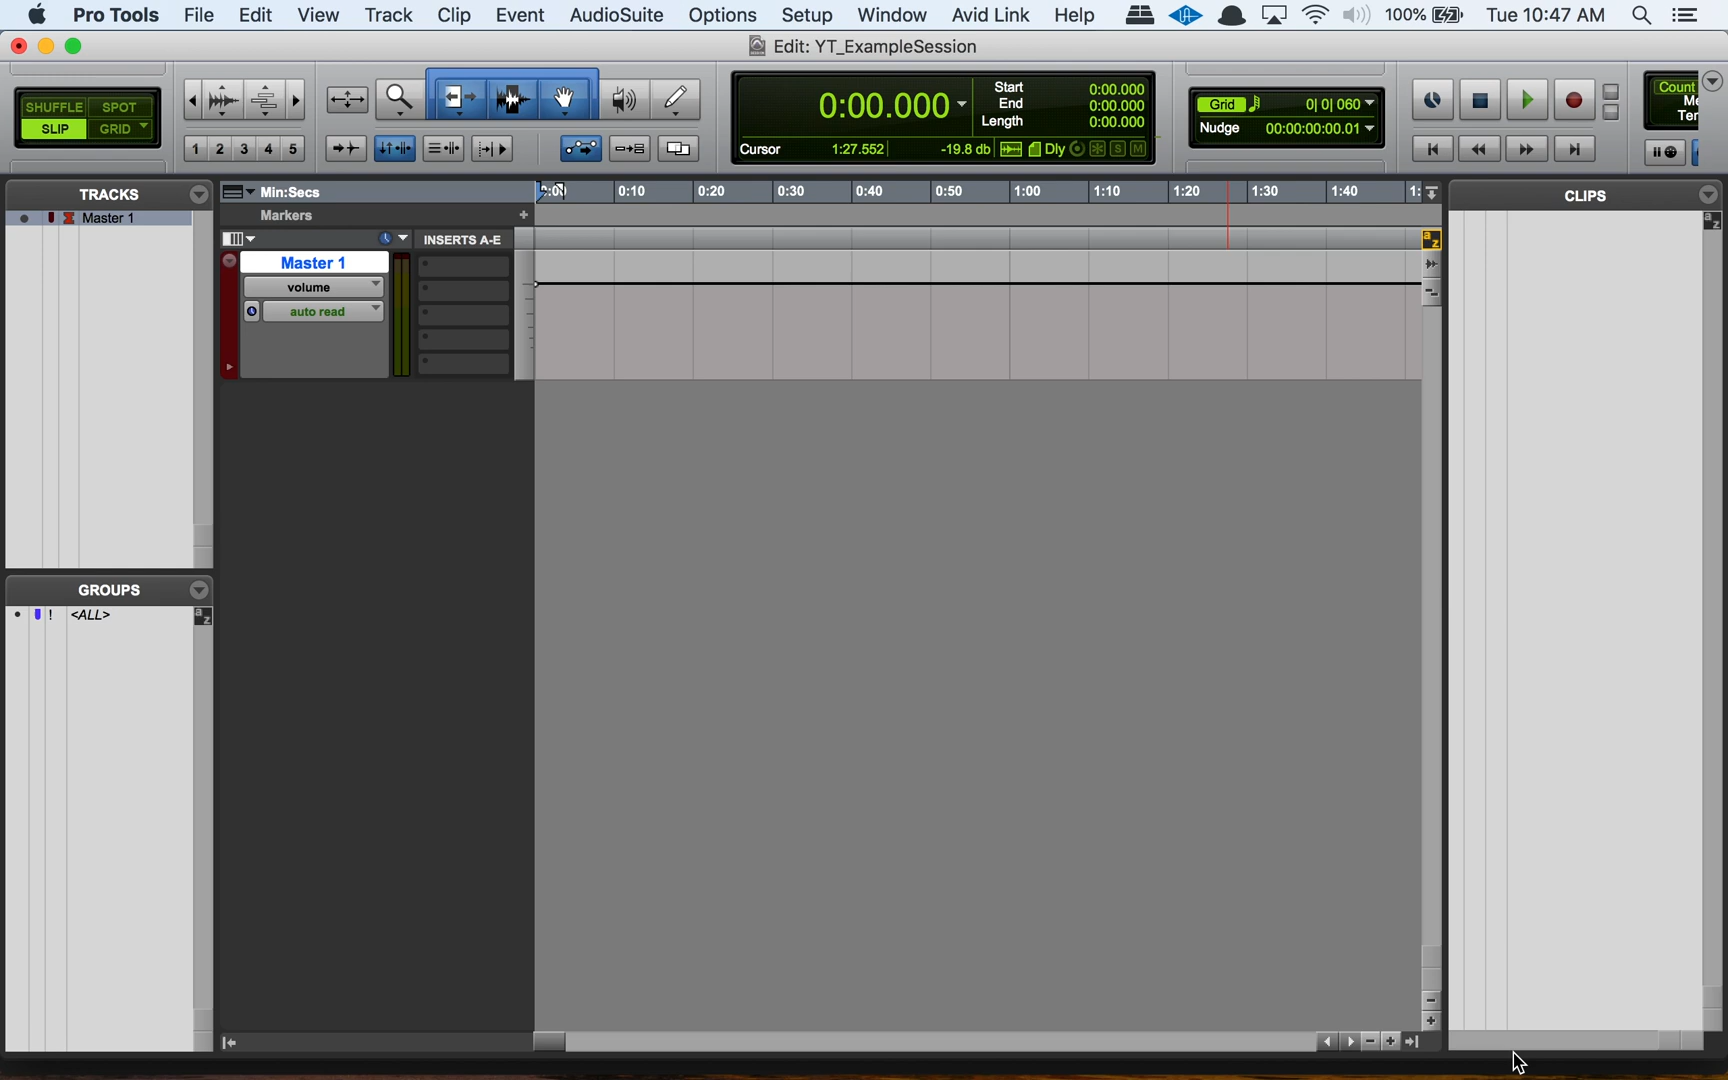 Pro Tools File Edit View Track Clip Event AudioSuite Options Setup Window Avid Link Help 100% Tue 10:47 AM
Edit: YT_ExampleSession
SHUFFLE SPOT
SLIP GRID
1 2 3 4 5
0:00.000
Start 0:00.000
End 0:00.000
Length 0:00.000
Cursor 1:27.552 -19.8 db Dly S M
Grid 0| 0| 060
Nudge 00:00:00:00.01
Count
Me
Ter
TRACKS
Master 1
Min:Secs
0:10 0:20 0:30 0:40 0:50 1:00 1:10 1:20 1:30 1:40 1:
Markers
INSERTS A-E
Master 1
volume
auto read
a z
CLIPS
a z
GROUPS
! <ALL>
a z